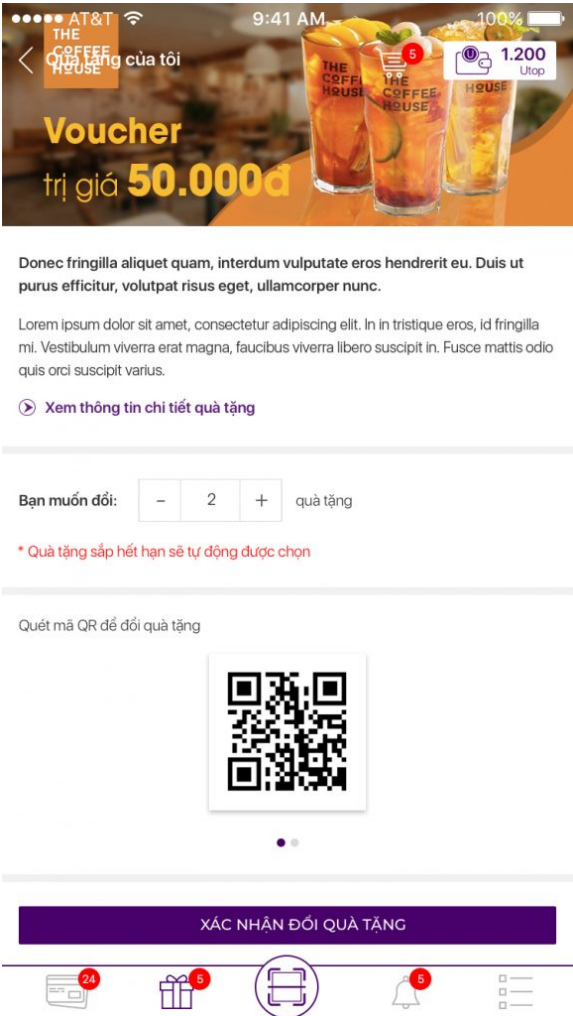 AT&T 9:41 AM 100%
THE
COFFEE
HOUSE
Quà tặng của tôi
5
1.200
Utop
THE
COFFEE
HOUSE
THE
COFFEE
HOUSE
HOUSE
Voucher
trị giá 50.000đ
Donec fringilla aliquet quam, interdum vulputate eros hendrerit eu. Duis ut
purus efficitur, volutpat risus eget, ullamcorper nunc.
Lorem ipsum dolor sit amet, consectetur adipiscing elit. In in tristique eros, id fringilla
mi. Vestibulum viverra erat magna, faucibus viverra libero suscipit in. Fusce mattis odio
quis orci suscipit varius.
Xem thông tin chi tiết quà tặng
Bạn muốn đổi: - 2 + quà tặng
* Quà tặng sắp hết hạn sẽ tự động được chọn
Quét mã QR để đổi quà tặng
XÁC NHẬN ĐỔI QUÀ TẶNG
24 5 5